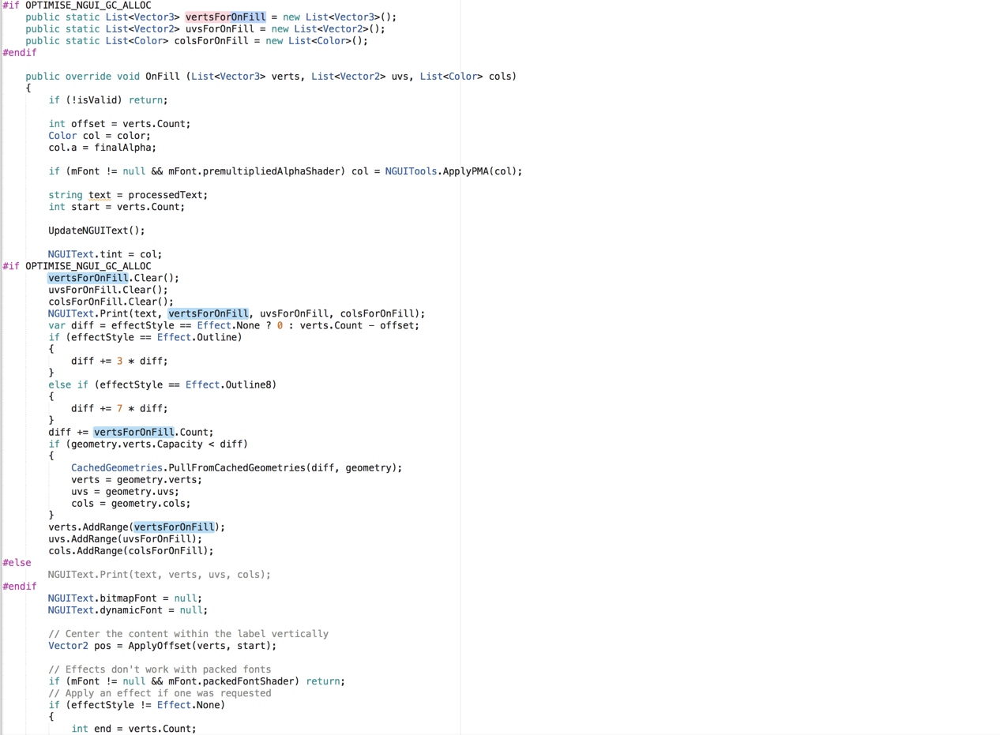 #if OPTIMISE_NGUI_GC_ALLOC
public static List<Vector3> vertsForOnFill = new List<Vector3>();
public static List<Vector2> uvsForOnFill = new List<Vector2>();
public static List<Color> colsForOnFill = new List<Color>();
#endif
public override void OnFill (List<Vector3> verts, List<Vector2> uvs, List<Color> cols)
{
if (!isValid) return;
int offset = verts.Count;
Color col = color;
col.a = finalAlpha;
if (mFont != null && mFont.premultipliedAlphaShader) col = NGUITools.ApplyPMA(col);
string text = processedText;
int start = verts.Count;
UpdateNGUIText();
NGUIText.tint = col;
#if OPTIMISE_NGUI_GC_ALLOC
vertsForOnFill.Clear();
uvsForOnFill.Clear();
colsForOnFill.Clear();
NGUIText.Print(text, vertsForOnFill, uvsForOnFill, colsForOnFill);
var diff = effectStyle == Effect.None ? 0 : verts.Count - offset;
if (effectStyle == Effect.Outline)
{
diff += 3 * diff;
}
else if (effectStyle == Effect.Outline8)
{
diff += 7 * diff;
}
diff += vertsForOnFill.Count;
if (geometry.verts.Capacity < diff)
{
CachedGeometries.PullFromCachedGeometries(diff, geometry);
verts = geometry.verts;
uvs = geometry.uvs;
cols = geometry.cols;
}
verts.AddRange(vertsForOnFill);
uvs.AddRange(uvsForOnFill);
cols.AddRange(colsForOnFill);
#else
NGUIText.Print(text, verts, uvs, cols);
#endif
NGUIText.bitmapFont = null;
NGUIText.dynamicFont = null;
// Center the content within the label vertically
Vector2 pos = ApplyOffset(verts, start);
// Effects don't work with packed fonts
if (mFont != null && mFont.packedFontShader) return;
// Apply an effect if one was requested
if (effectStyle != Effect.None)
{
int end = verts.Count;